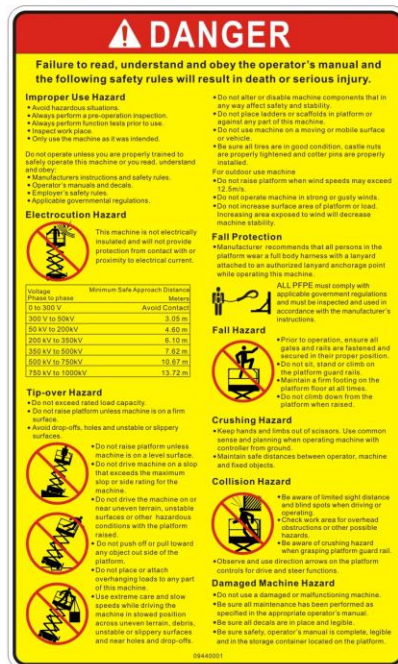 DANGER
Failure to read, understand and obey the operator's manual and
the following safety rules will result in death or serious injury.
Improper Use Hazard
• Avoid hazardous situations.
• Always perform a pre-operation inspection.
• Always perform function tests prior to use.
• Inspect work place.
• Only use the machine as it was intended.
Do not operate unless you are properly trained to
safely operate this machine or you read, understand
and obey:
• Manufacturers instructions and safety rules.
• Operator's manuals and decals.
• Employer's safety rules.
• Applicable governmental regulations.
Electrocution Hazard
This machine is not electrically
insulated and will not provide
protection from contact with or
proximity to electrical current.
Voltage Minimum Safe Approach Distance
Phase to phase Meters
0 to 300 V Avoid Contact
300 V to 50kV 3.05 m
50 kV to 200kV 4.60 m
200 kV to 350kV 6.10 m
350 kV to 500kV 7.62 m
500 kV to 750kV 10.67 m
750 kV to 1000kV 13.72 m
Tip-over Hazard
• Do not exceed rated load capacity.
• Do not raise platform unless machine is on a firm
surface.
• Avoid drop-offs, holes and unstable or slippery
surfaces.
• Do not raise platform unless
machine is on a level surface.
• Do not drive machine on a slop
that exceeds the maximum
slop or side rating for the
machine.
• Do not drive the machine on or
near uneven terrain, unstable
surfaces or other hazardous
conditions with the platform
raised.
• Do not push off or pull toward
any object out side of the
platform.
• Do not place or attach
overhanging loads to any part
of this machine.
• Use extreme care and slow
speeds while driving the
machine in stowed position
across uneven terrain, debris,
unstable or slippery surfaces
and near holes and drop-offs.
• Do not alter or disable machine components that in
any way affect safety and stability.
• Do not place ladders or scaffolds in platform or
against any part of this machine.
• Do not use machine on a moving or mobile surface
or vehicle.
• Be sure all tires are in good condition, castle nuts
are properly tightened and cotter pins are properly
installed.
For outdoor use machine
• Do not raise platform when wind speeds may exceed
12.5m/s.
• Do not operate machine in strong or gusty winds.
• Do not increase surface area of platform or load.
Increasing area exposed to wind will decrease
machine stability.
Fall Protection
• Manufacturer recommends that all persons in the
platform wear a full body harness with a lanyard
attached to an authorized lanyard anchorage point
while operating this machine.
ALL PFPE must comply with
applicable government regulations
and must be inspected and used in
accordance with the manufacturer's
instructions.
Fall Hazard
• Prior to operation, ensure all
gates and rails are fastened and
secured in their proper position.
• Do not sit, stand or climb on
the platform guard rails.
• Maintain a firm footing on the
platform floor at all times.
• Do not climb down from the
platform when raised.
Crushing Hazard
• Keep hands and limbs out of scissors. Use common
sense and planning when operating machine with
controller from ground.
• Maintain safe distances between operator, machine
and fixed objects.
Collision Hazard
• Be aware of limited sight distance
and blind spots when driving or
operating.
• Check work area for overhead
obstructions or other possible
hazards.
• Be aware of crushing hazard
when grasping platform guard rail.
• Observe and use direction arrows on the platform
controls for drive and steer functions.
Damaged Machine Hazard
• Do not use a damaged or malfunctioning machine.
• Be sure all maintenance has been performed as
specified in the appropriate operator's manual.
• Be sure all decals are in place and legible.
• Be sure safety, operator's manual is complete, legible
and in the storage container located on the platform.
09440001